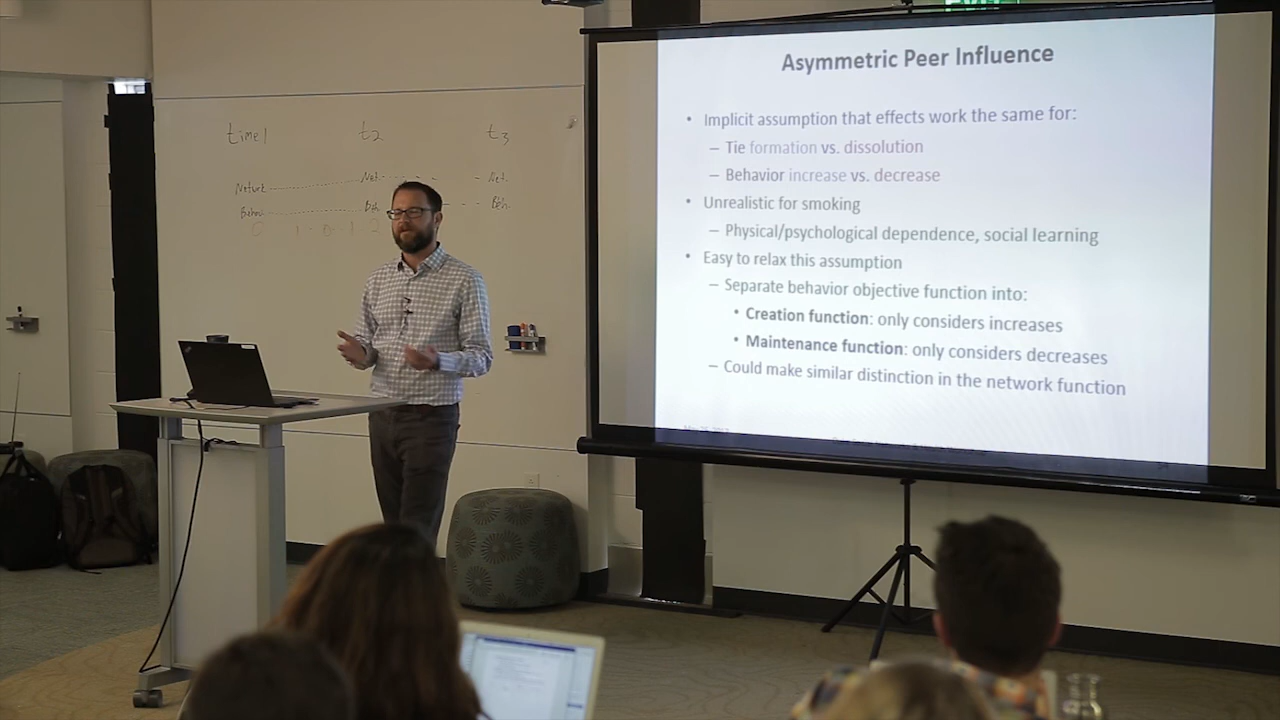 time1 t2 t3
Network Net. Net.
Behav Beh. Beh.
Asymmetric Peer Influence
• Implicit assumption that effects work the same for:
– Tie formation vs. dissolution
– Behavior increase vs. decrease
• Unrealistic for smoking
– Physical/psychological dependence, social learning
• Easy to relax this assumption
– Separate behavior objective function into:
• Creation function: only considers increases
• Maintenance function: only considers decreases
– Could make similar distinction in the network function